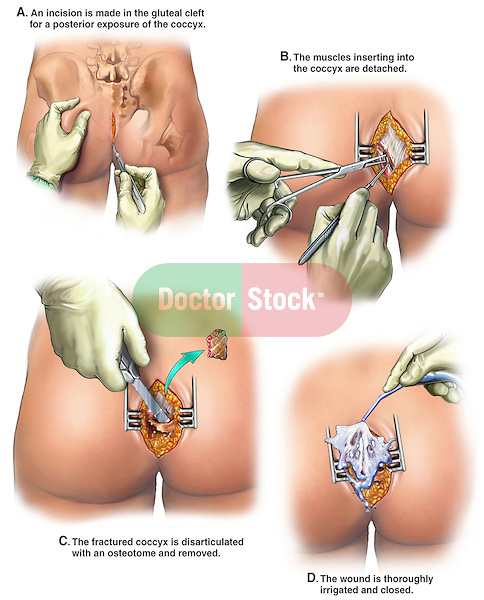 A. An incision is made in the gluteal cleft
for a posterior exposure of the coccyx.
B. The muscles inserting into
the coccyx are detached.
Doctor Stock™
C. The fractured coccyx is disarticulated
with an osteotome and removed.
D. The wound is thoroughly
irrigated and closed.